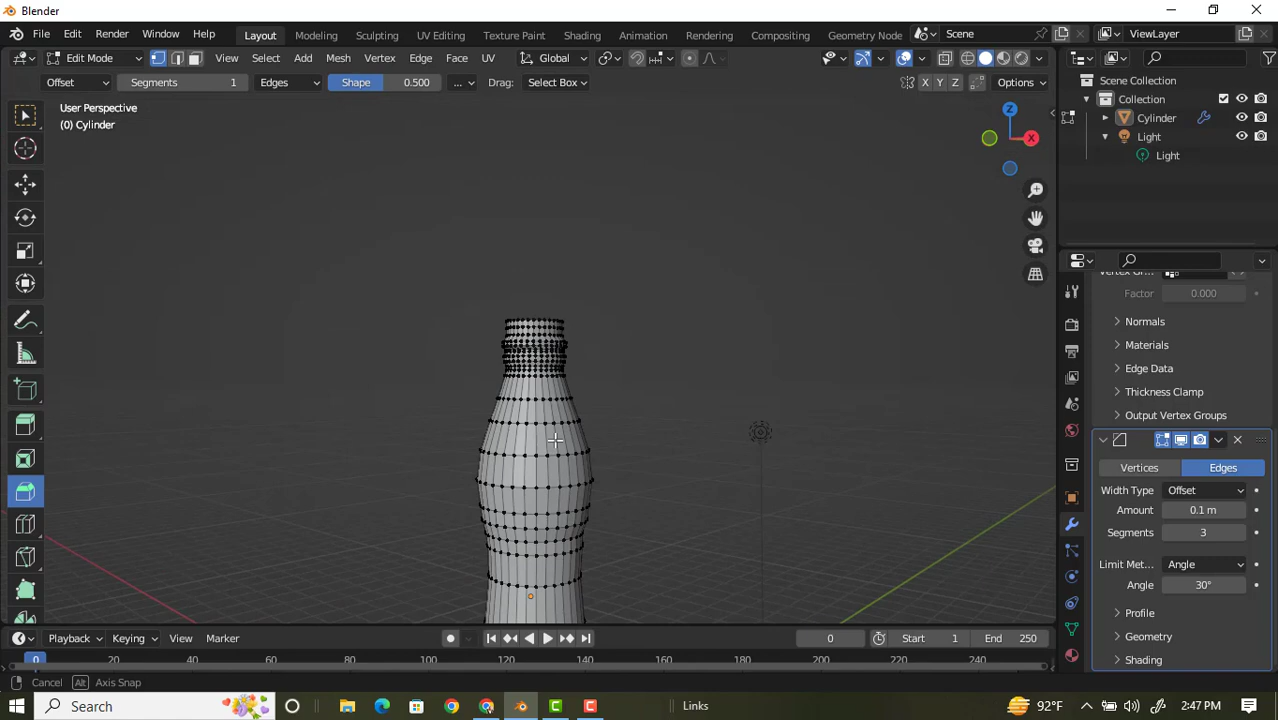 Blender
File Edit Render Window Help Layout Modeling Sculpting UV Editing Texture Paint Shading Animation Rendering Compositing Geometry Node Scene ViewLayer
Edit Mode View Select Add Mesh Vertex Edge Face UV Global
Offset Segments 1 Edges Shape 0.500 ... Drag: Select Box X Y Z Options
User Perspective
(0) Cylinder
Z
X
Scene Collection
Collection
Cylinder
Light
Light
Factor 0.000
Normals
Materials
Edge Data
Thickness Clamp
Output Vertex Groups
Vertices Edges
Width Type Offset
Amount 0.1 m
Segments 3
Limit Met... Angle
Angle 30°
Profile
Geometry
Shading
Playback Keying View Marker 0 Start 1 End 250
0 20 40 60 80 100 120 140 160 180 200 220 240
Cancel Alt Axis Snap
Search Links 92°F 2:47 PM